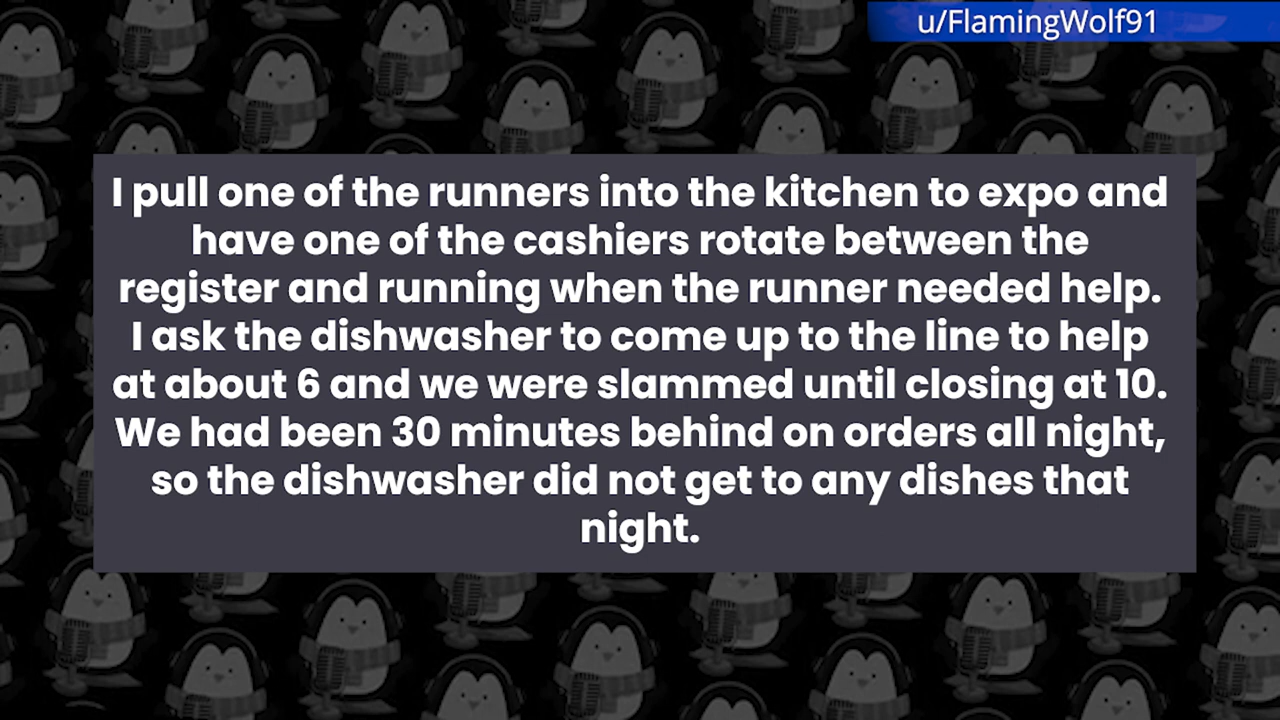 u/FlamingWolf91
I pull one of the runners into the kitchen to expo and
have one of the cashiers rotate between the
register and running when the runner needed help.
I ask the dishwasher to come up to the line to help
at about 6 and we were slammed until closing at 10.
We had been 30 minutes behind on orders all night,
so the dishwasher did not get to any dishes that
night.